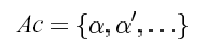 Ac = {α, α′, …}